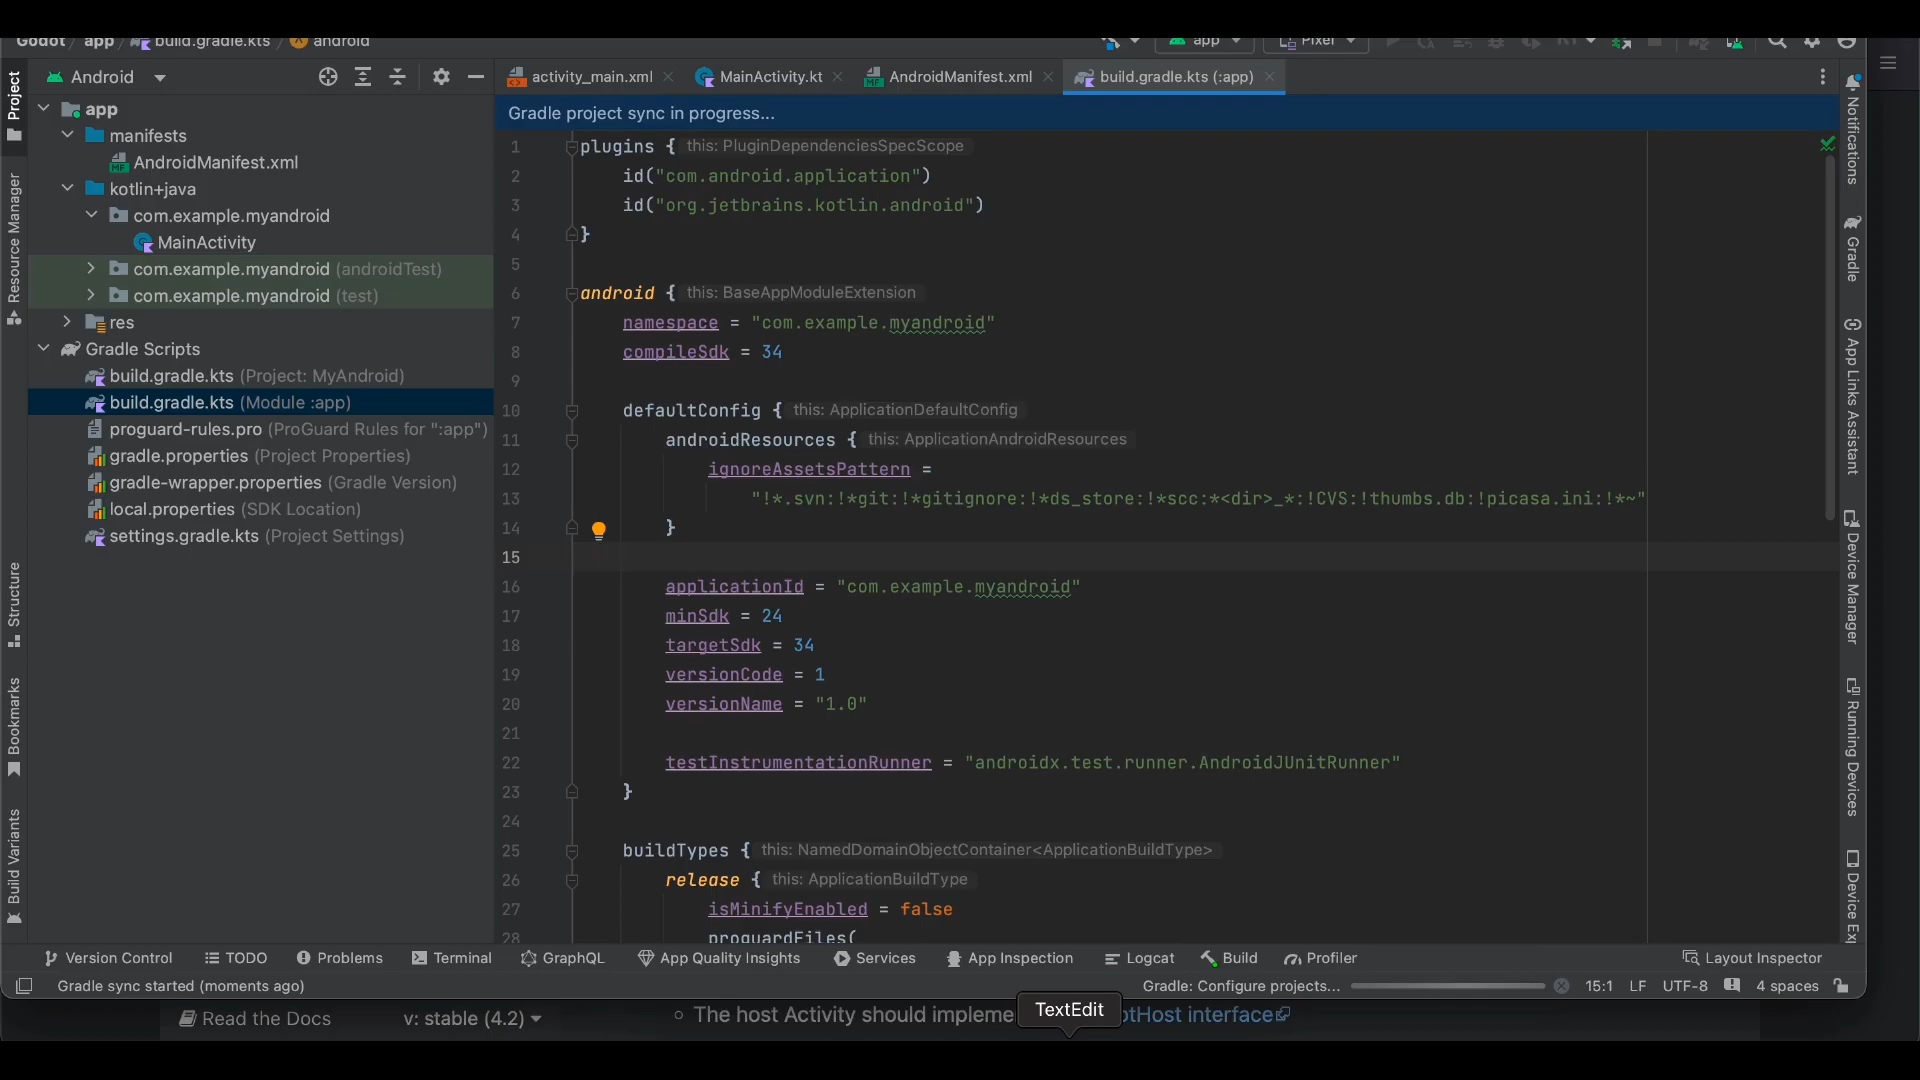 Godot app build.gradle.kts android
app Pixel
Project
Android
activity_main.xml MainActivity.kt AndroidManifest.xml build.gradle.kts (:app)
Gradle project sync in progress...
app
manifests
AndroidManifest.xml
kotlin+java
com.example.myandroid
MainActivity
com.example.myandroid (androidTest)
com.example.myandroid (test)
res
Gradle Scripts
build.gradle.kts (Project: MyAndroid)
build.gradle.kts (Module :app)
proguard-rules.pro (ProGuard Rules for ":app")
gradle.properties (Project Properties)
gradle-wrapper.properties (Gradle Version)
local.properties (SDK Location)
settings.gradle.kts (Project Settings)
Resource Manager
Structure
Bookmarks
Build Variants
1 plugins { this: PluginDependenciesSpecScope
2 id("com.android.application")
3 id("org.jetbrains.kotlin.android")
4 }
5
6 android { this: BaseAppModuleExtension
7 namespace = "com.example.myandroid"
8 compileSdk = 34
9
10 defaultConfig { this: ApplicationDefaultConfig
11 androidResources { this: ApplicationAndroidResources
12 ignoreAssetsPattern =
13 "!*.svn:!*git:!*gitignore:!*ds_store:!*scc:*<dir>_*:!CVS:!thumbs.db:!picasa.ini:!*~"
14 }
15
16 applicationId = "com.example.myandroid"
17 minSdk = 24
18 targetSdk = 34
19 versionCode = 1
20 versionName = "1.0"
21
22 testInstrumentationRunner = "androidx.test.runner.AndroidJUnitRunner"
23 }
24
25 buildTypes { this: NamedDomainObjectContainer<ApplicationBuildType>
26 release { this: ApplicationBuildType
27 isMinifyEnabled = false
28 proguardFiles(
Notifications
Gradle
App Links Assistant
Device Manager
Running Devices
Device Ex
Version Control TODO Problems Terminal GraphQL App Quality Insights Services App Inspection Logcat Build Profiler Layout Inspector
Gradle sync started (moments ago) Gradle: Configure projects... 15:1 LF UTF-8 4 spaces
TextEdit
Read the Docs v: stable (4.2) The host Activity should impleme otHost interface